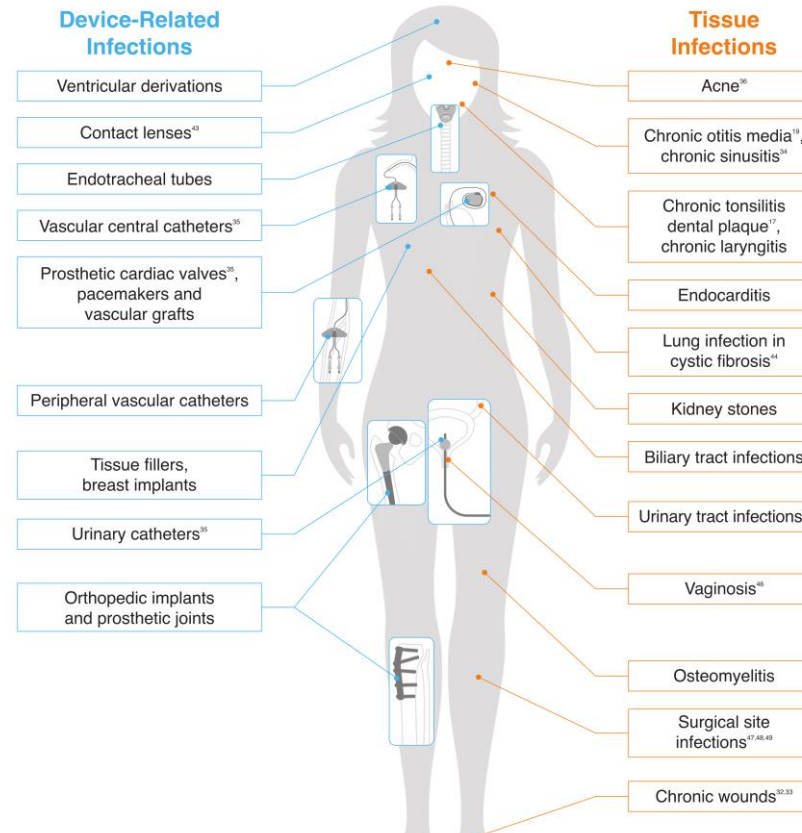 Device-Related
Infections
Ventricular derivations
Contact lenses⁴³
Endotracheal tubes
Vascular central catheters³⁵
Prosthetic cardiac valves³⁵,
pacemakers and
vascular grafts
Peripheral vascular catheters
Tissue fillers,
breast implants
Urinary catheters³⁵
Orthopedic implants
and prosthetic joints
Tissue
Infections
Acne³⁶
Chronic otitis media¹⁹,
chronic sinusitis³⁴
Chronic tonsilitis
dental plaque¹⁷,
chronic laryngitis
Endocarditis
Lung infection in
cystic fibrosis⁴⁴
Kidney stones
Biliary tract infections
Urinary tract infections
Vaginosis⁴⁶
Osteomyelitis
Surgical site
infections⁴⁷,⁴⁸,⁴⁹
Chronic wounds³²,³³